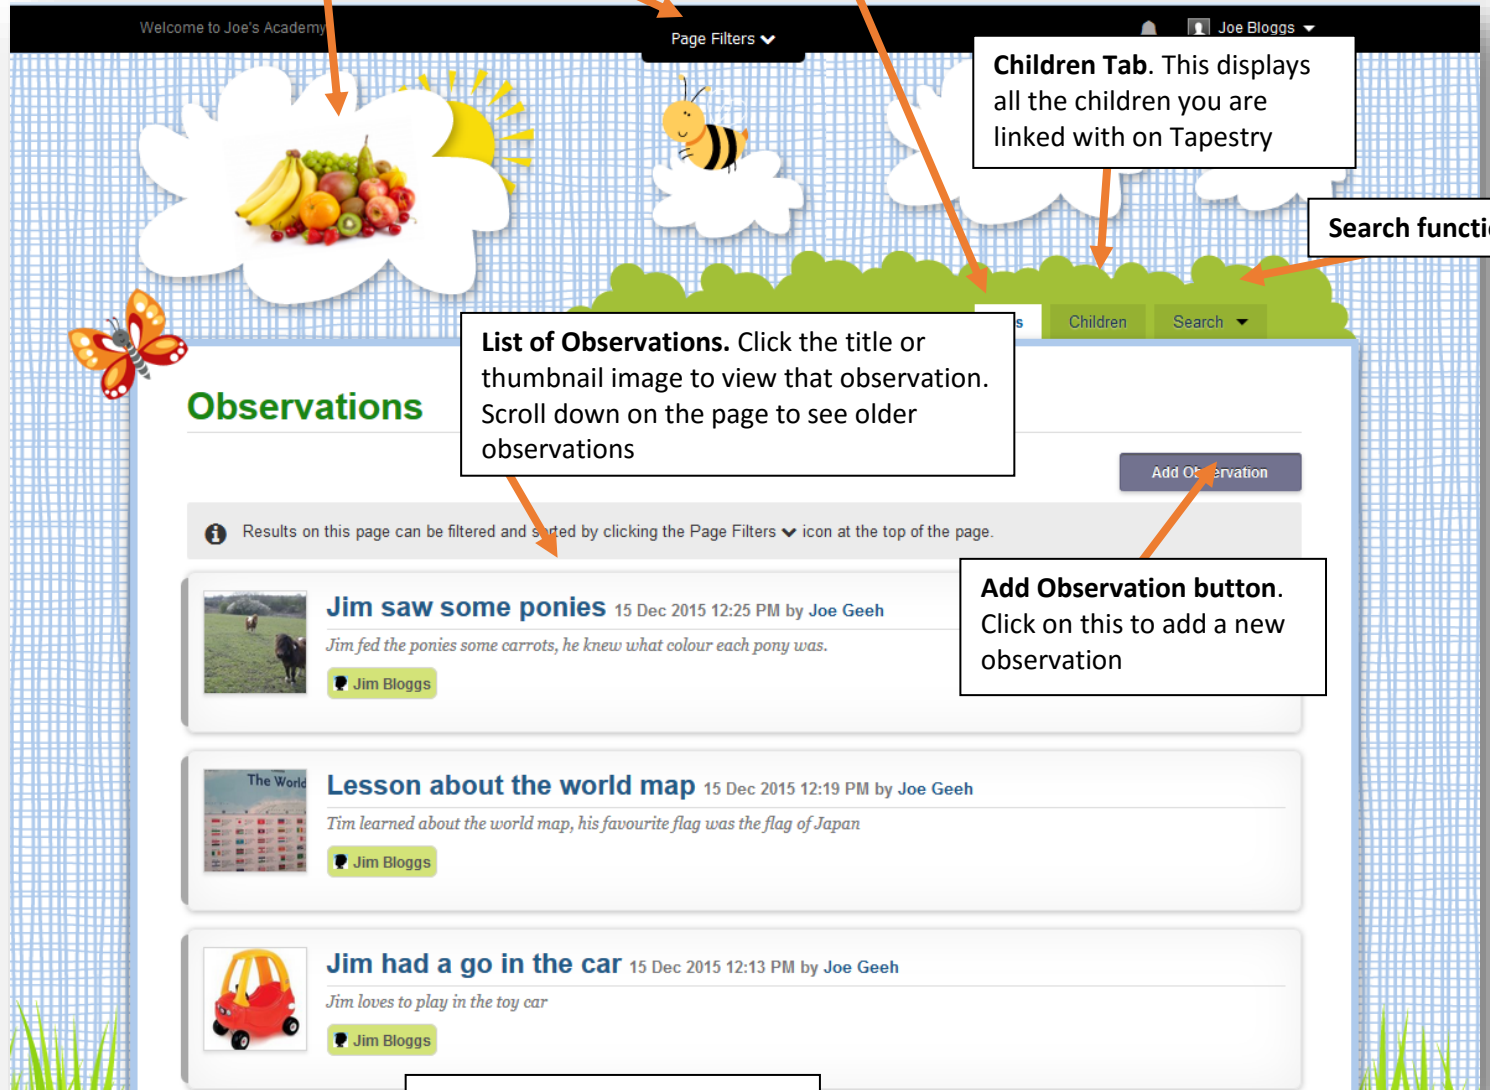 Welcome to Joe's Academy
Page Filters
Joe Bloggs
Children Tab. This displays
all the children you are
linked with on Tapestry
Search
Children
Search
List of Observations. Click the title or
thumbnail image to view that observation.
Scroll down on the page to see older
observations
Observations
Add Observation
Results on this page can be filtered and sorted by clicking the Page Filters icon at the top of the page.
Add Observation button.
Click on this to add a new
observation
Jim saw some ponies 15 Dec 2015 12:25 PM by Joe Geeh
Jim fed the ponies some carrots, he knew what colour each pony was.
Jim Bloggs
The World
Lesson about the world map 15 Dec 2015 12:19 PM by Joe Geeh
Tim learned about the world map, his favourite flag was the flag of Japan
Jim Bloggs
Jim had a go in the car 15 Dec 2015 12:13 PM by Joe Geeh
Jim loves to play in the toy car
Jim Bloggs